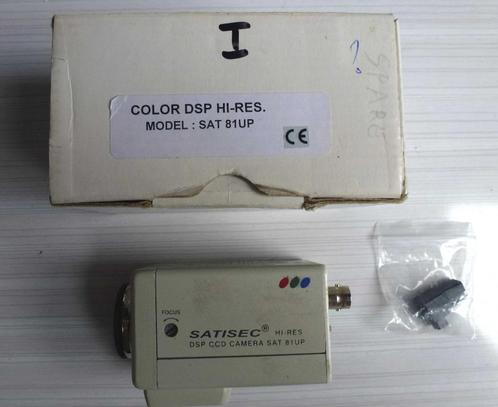 I
?
SPARE
COLOR DSP HI-RES.
MODEL : SAT 81UP
CE
FOCUS
SATISEC® HI-RES
DSP CCD CAMERA SAT 81UP